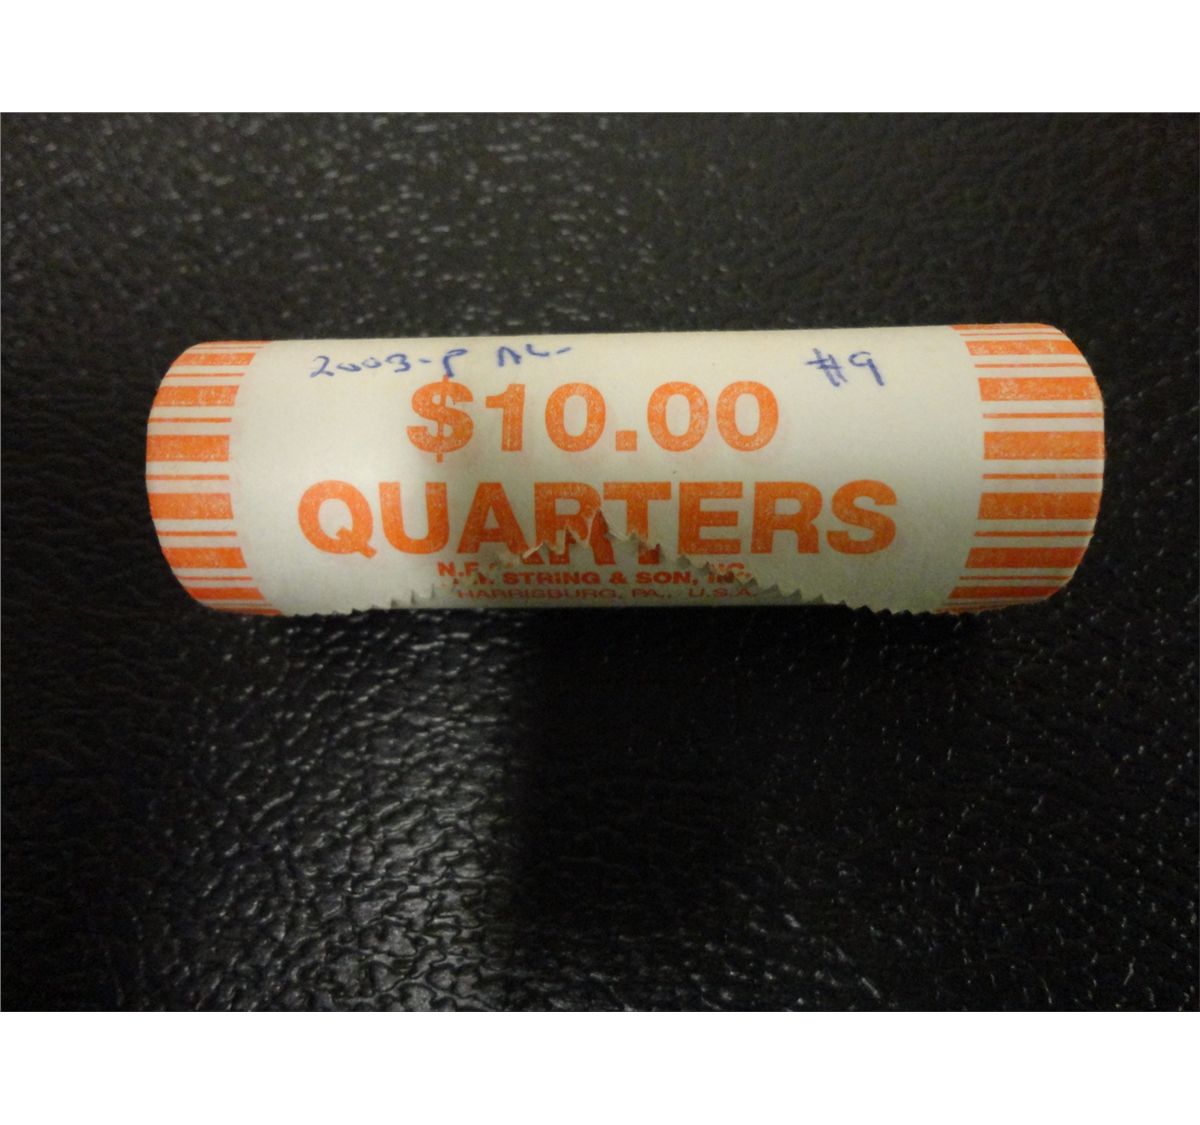 2003-P AL- #9
$10.00
QUARTERS
N.F. STRING & SON, INC.
HARRISBURG, PA., U.S.A.